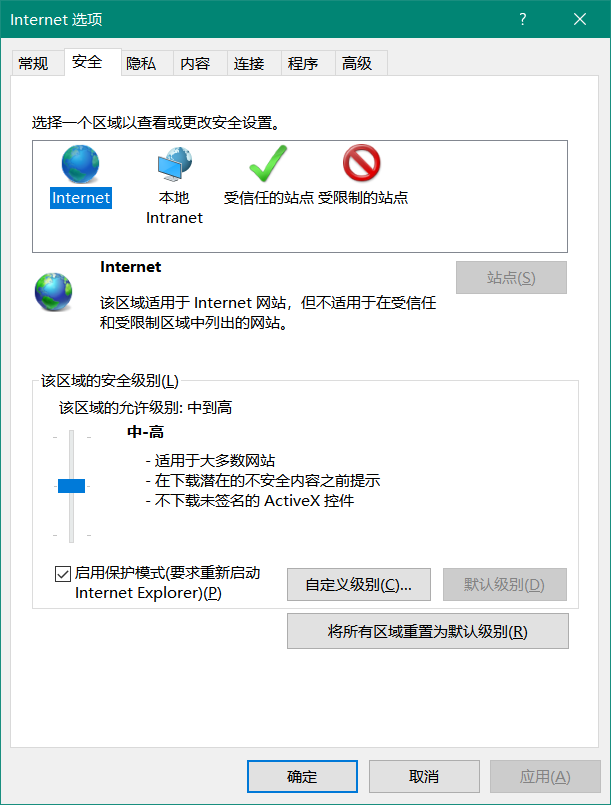 Internet 选项
?
常规 安全 隐私 内容 连接 程序 高级
选择一个区域以查看或更改安全设置。
Internet
本地
Intranet
受信任的站点
受限制的站点
Internet
站点(S)
该区域适用于 Internet 网站，但不适用于在受信任
和受限制区域中列出的网站。
该区域的安全级别(L)
该区域的允许级别: 中到高
中-高
- 适用于大多数网站
- 在下载潜在的不安全内容之前提示
- 不下载未签名的 ActiveX 控件
启用保护模式(要求重新启动
Internet Explorer)(P)
自定义级别(C)...
默认级别(D)
将所有区域重置为默认级别(R)
确定 取消 应用(A)